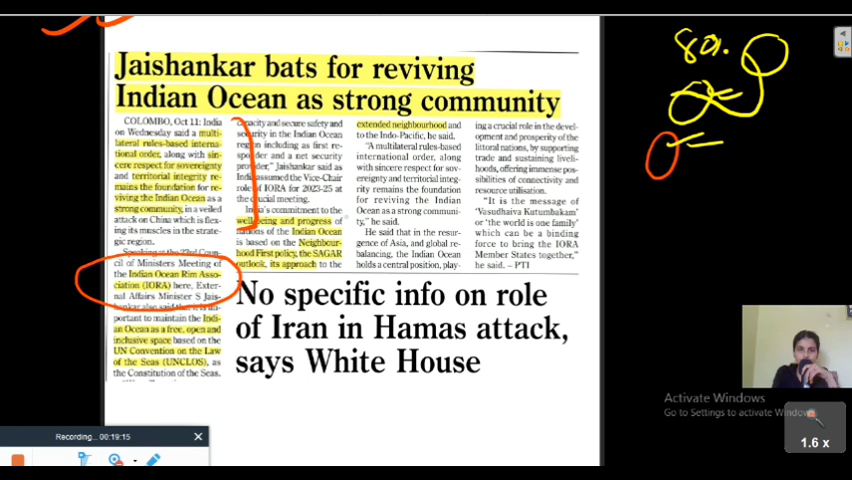 80%.
Jaishankar bats for reviving
Indian Ocean as strong community
COLOMBO, Oct 11: India
on Wednesday said a multi-
lateral rules-based interna-
tional order, along with sin-
cere respect for sovereignty
and territorial integrity re-
mains the foundation for re-
viving the Indian Ocean as a
strong community, in a veiled
attack on China which is flex-
ing its muscles in the strate-
gic region.
Speaking at the 23rd Coun-
cil of Ministers Meeting of
the Indian Ocean Rim Asso-
ciation (IORA) here, Exter-
nal Affairs Minister S Jais-
hankar also said that it is im-
portant to maintain the Indi-
an Ocean as a free, open and
inclusive space based on the
UN Convention on the Law
of the Seas (UNCLOS), as
the Constitution of the Seas.
capacity and secure safety and
security in the Indian Ocean
region including as first re-
sponder and a net security
provider," Jaishankar said as
India assumed the Vice-Chair
role of IORA for 2023-25 at
the crucial meeting.
India's commitment to the
well-being and progress of
nations of the Indian Ocean
is based on the Neighbour-
hood First policy, the SAGAR
outlook, its approach to the
extended neighbourhood and
to the Indo-Pacific, he said.
"A multilateral rules-based
international order, along
with sincere respect for sov-
ereignty and territorial integ-
rity remains the foundation
for reviving the Indian
Ocean as a strong communi-
ty," he said.
He said that in the resur-
gence of Asia, and global re-
balancing, the Indian Ocean
holds a central position, play-
ing a crucial role in the devel-
opment and prosperity of the
littoral nations, by supporting
trade and sustaining liveli-
hoods, offering immense pos-
sibilities of connectivity and
resource utilisation.
"It is the message of
'Vasudhaiva Kutumbakam'
or 'the world is one family'
which can be a binding
force to bring the IORA
Member States together,"
he said. – PTI
No specific info on role
of Iran in Hamas attack,
says White House
Activate Windows
Go to Settings to activate Windows.
Recording... 00:19:15
1.6 x